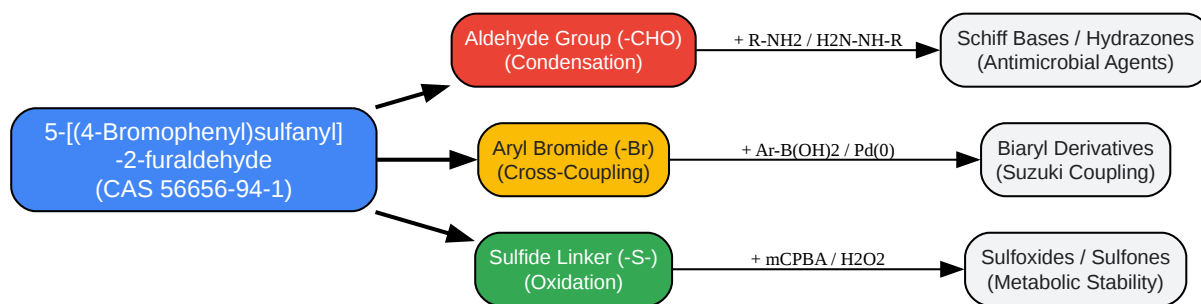 5-[(4-Bromophenyl)sulfanyl]
-2-furaldehyde
(CAS 56656-94-1)
Aldehyde Group (-CHO)
(Condensation)
+ R-NH2 / H2N-NH-R
Schiff Bases / Hydrazones
(Antimicrobial Agents)
Aryl Bromide (-Br)
(Cross-Coupling)
+ Ar-B(OH)2 / Pd(0)
Biaryl Derivatives
(Suzuki Coupling)
Sulfide Linker (-S-)
(Oxidation)
+ mCPBA / H2O2
Sulfoxides / Sulfones
(Metabolic Stability)